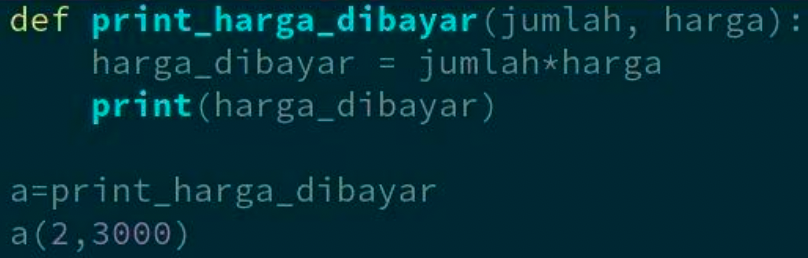 def print_harga_dibayar(jumlah, harga):
    harga_dibayar = jumlah*harga
    print(harga_dibayar)

a=print_harga_dibayar
a(2,3000)